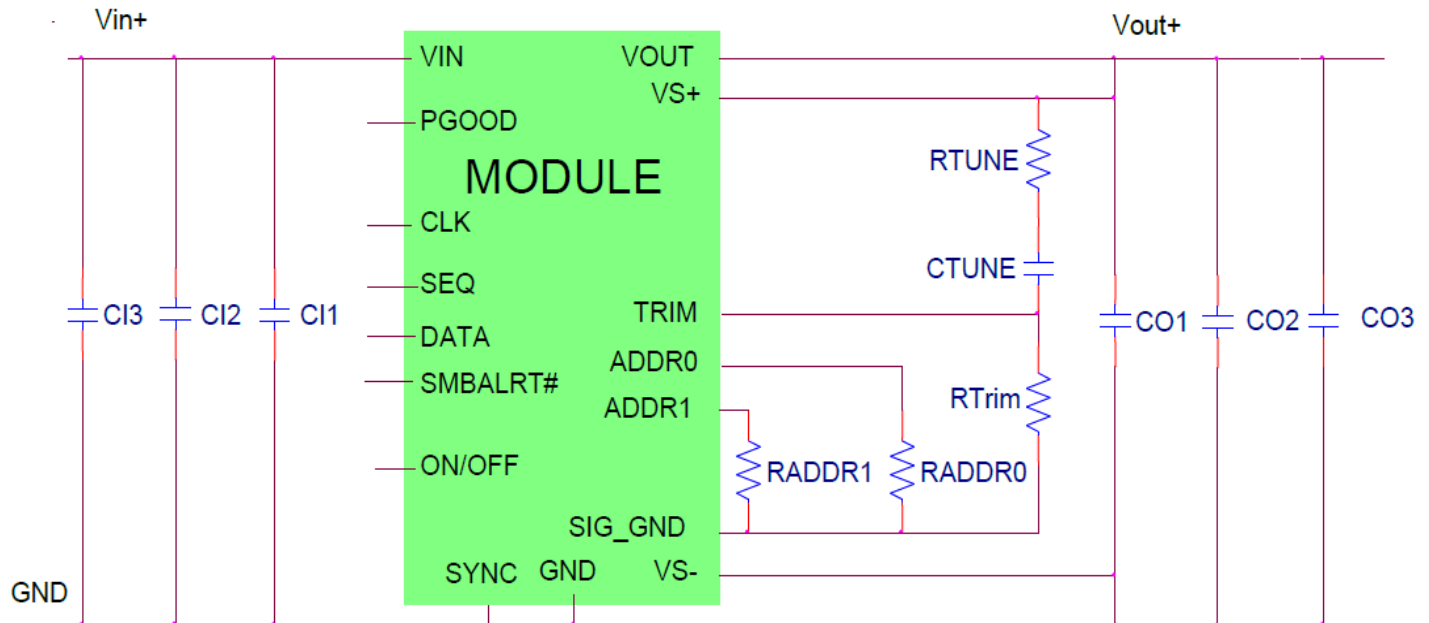 Vin+
Vout+
VIN
VOUT
VS+
PGOOD
MODULE
RTUNE
CLK
CTUNE
SEQ
TRIM
CI3
CI2
CI1
CO1
CO2
CO3
DATA
ADDR0
SMBALRT#
ADDR1
RTrim
ON/OFF
RADDR1
RADDR0
SIG_GND
SYNC
GND
VS-
GND